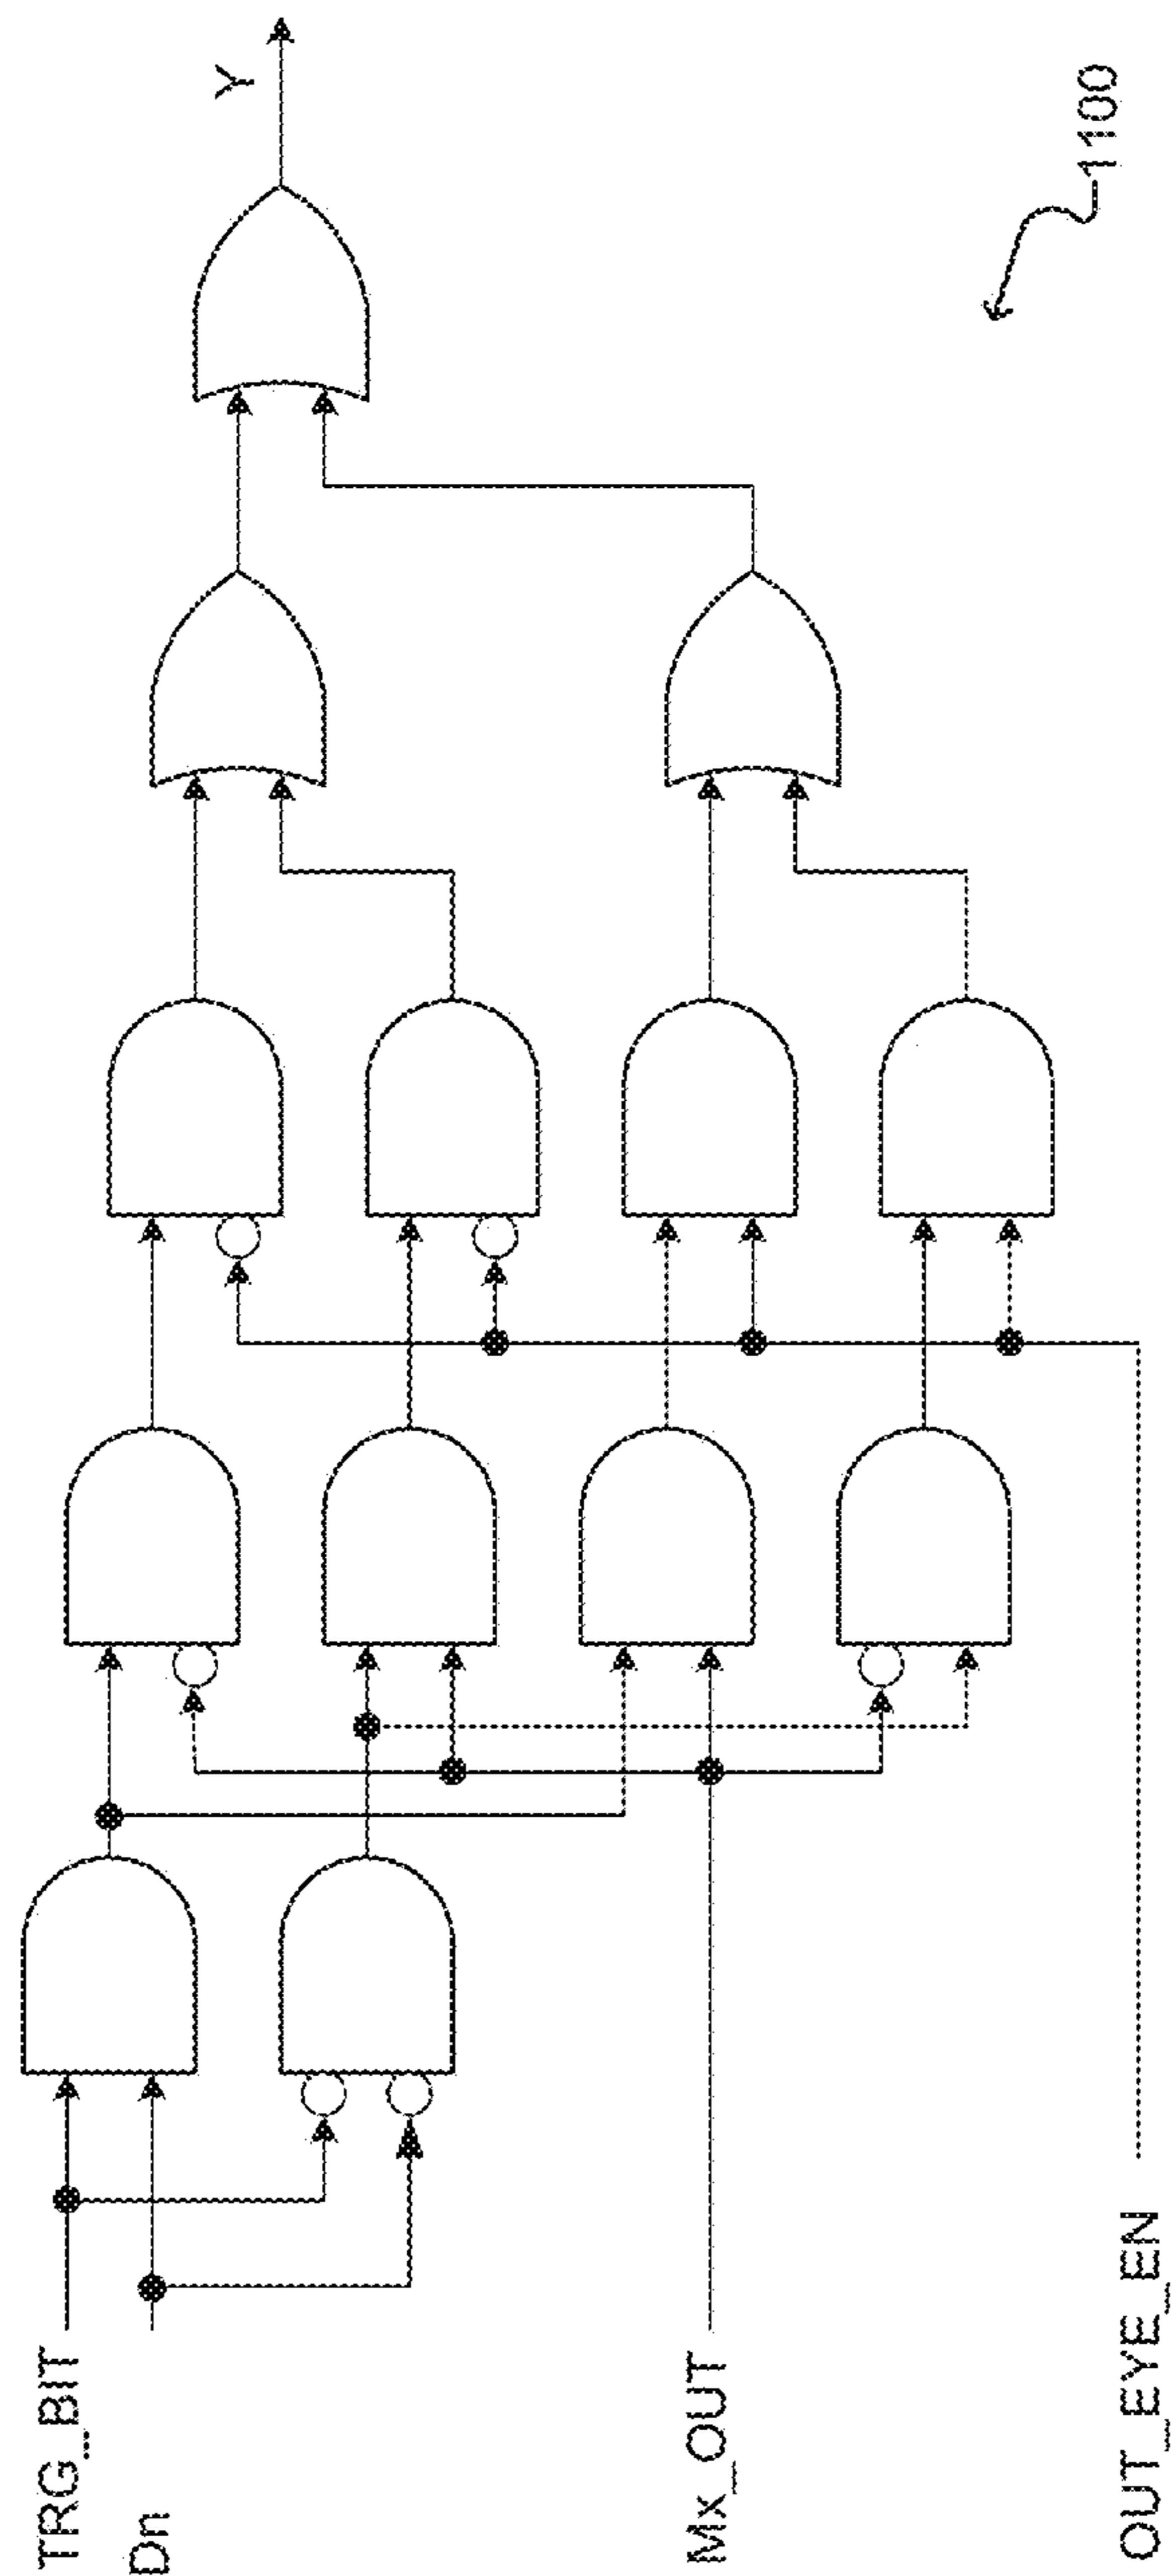 TRG_BIT
Dn
Mx_OUT
OUT_EYE_EN
Y
1100